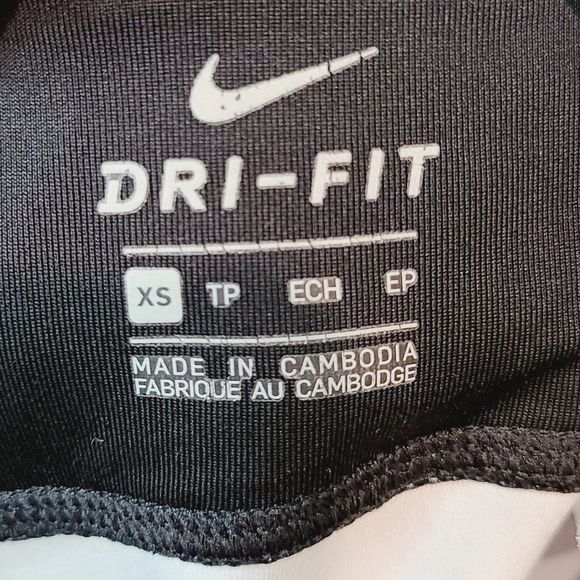 DRI-FIT
XS TP ECH EP
MADE IN CAMBODIA
FABRIQUE AU CAMBODGE